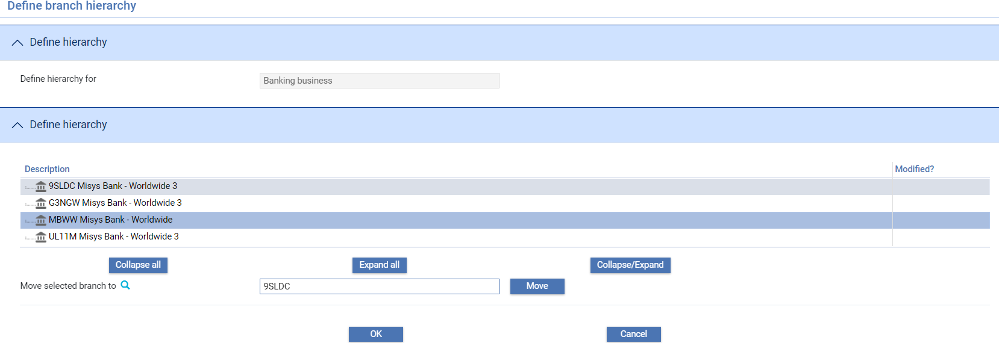 Define branch hierarchy
Define hierarchy
Define hierarchy for Banking business
Define hierarchy
Description Modified?
9SLDC Misys Bank - Worldwide 3
G3NGW Misys Bank - Worldwide 3
MBWW Misys Bank - Worldwide
UL11M Misys Bank - Worldwide 3
Collapse all Expand all Collapse/Expand
Move selected branch to 9SLDC Move
OK Cancel